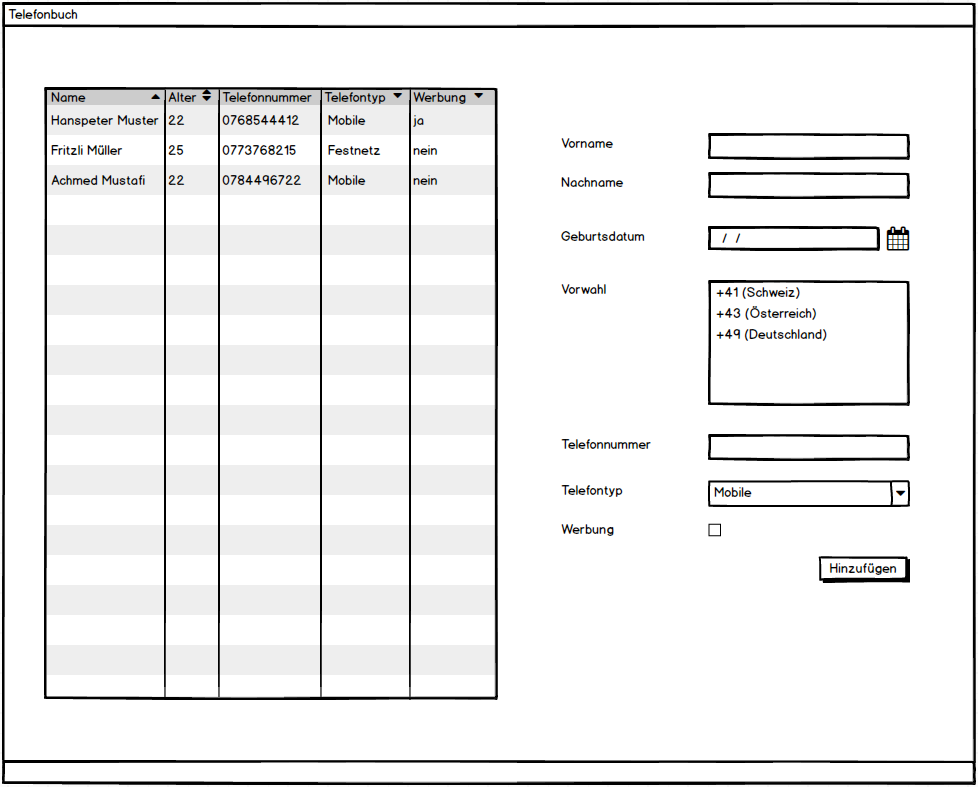 Telefonbuch
Name Alter Telefonnummer Telefontyp Werbung
Hanspeter Muster 22 0768544412 Mobile ja
Fritzli Müller 25 0773768215 Festnetz nein
Achmed Mustafi 22 0784496722 Mobile nein
Vorname
Nachname
Geburtsdatum / /
Vorwahl
+41 (Schweiz)
+43 (Österreich)
+49 (Deutschland)
Telefonnummer
Telefontyp Mobile
Werbung
Hinzufügen